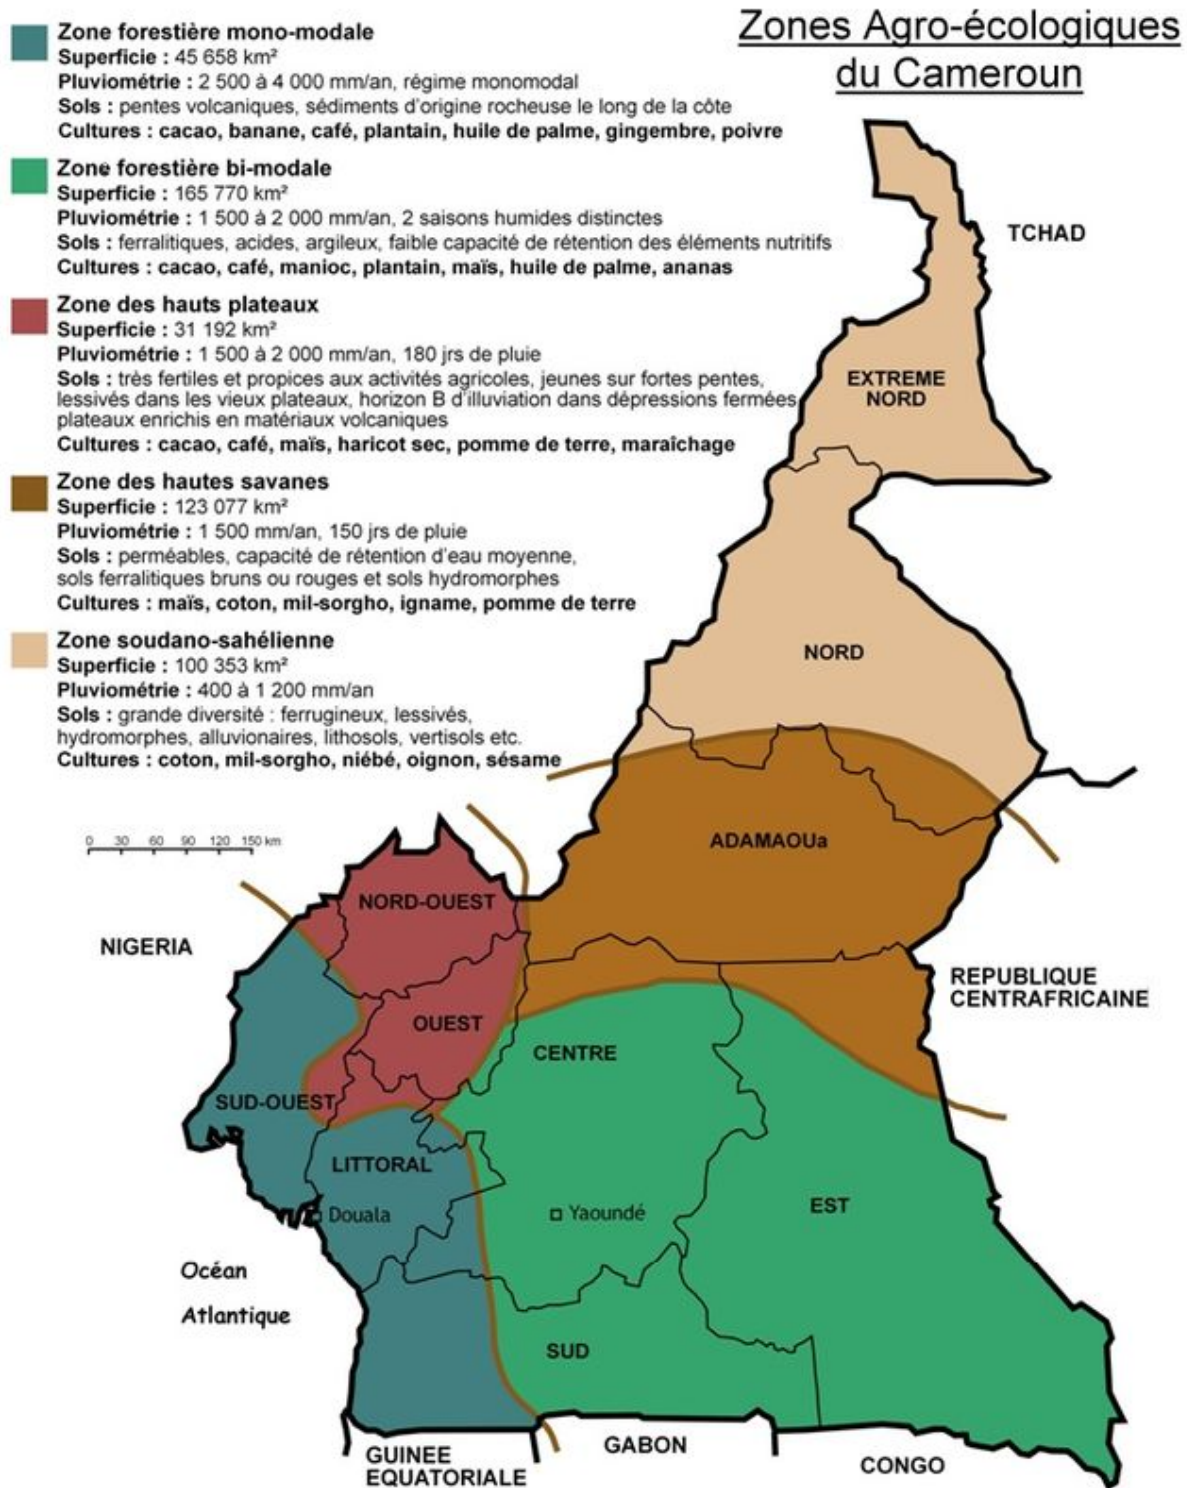 Zones Agro-écologiques
du Cameroun
Zone forestière mono-modale
Superficie : 45 658 km²
Pluviométrie : 2 500 à 4 000 mm/an, régime monomodal
Sols : pentes volcaniques, sédiments d'origine rocheuse le long de la côte
Cultures : cacao, banane, café, plantain, huile de palme, gingembre, poivre
Zone forestière bi-modale
Superficie : 165 770 km²
Pluviométrie : 1 500 à 2 000 mm/an, 2 saisons humides distinctes
Sols : ferralitiques, acides, argileux, faible capacité de rétention des éléments nutritifs
Cultures : cacao, café, manioc, plantain, maïs, huile de palme, ananas
Zone des hauts plateaux
Superficie : 31 192 km²
Pluviométrie : 1 500 à 2 000 mm/an, 180 jrs de pluie
Sols : très fertiles et propices aux activités agricoles, jeunes sur fortes pentes,
lessivés dans les vieux plateaux, horizon B d'illuviation dans dépressions fermées
plateaux enrichis en matériaux volcaniques
Cultures : cacao, café, maïs, haricot sec, pomme de terre, maraîchage
Zone des hautes savanes
Superficie : 123 077 km²
Pluviométrie : 1 500 mm/an, 150 jrs de pluie
Sols : perméables, capacité de rétention d'eau moyenne,
sols ferralitiques bruns ou rouges et sols hydromorphes
Cultures : maïs, coton, mil-sorgho, igname, pomme de terre
Zone soudano-sahélienne
Superficie : 100 353 km²
Pluviométrie : 400 à 1 200 mm/an
Sols : grande diversité : ferrugineux, lessivés,
hydromorphes, alluvionaires, lithosols, vertisols etc.
Cultures : coton, mil-sorgho, niébé, oignon, sésame
0 30 60 90 120 150 km
TCHAD
EXTREME
NORD
NORD
ADAMAOUa
NORD-OUEST
NIGERIA
REPUBLIQUE
CENTRAFRICAINE
OUEST
CENTRE
SUD-OUEST
LITTORAL
EST
Douala
Yaoundé
Océan
Atlantique
SUD
GUINEE
EQUATORIALE
GABON
CONGO